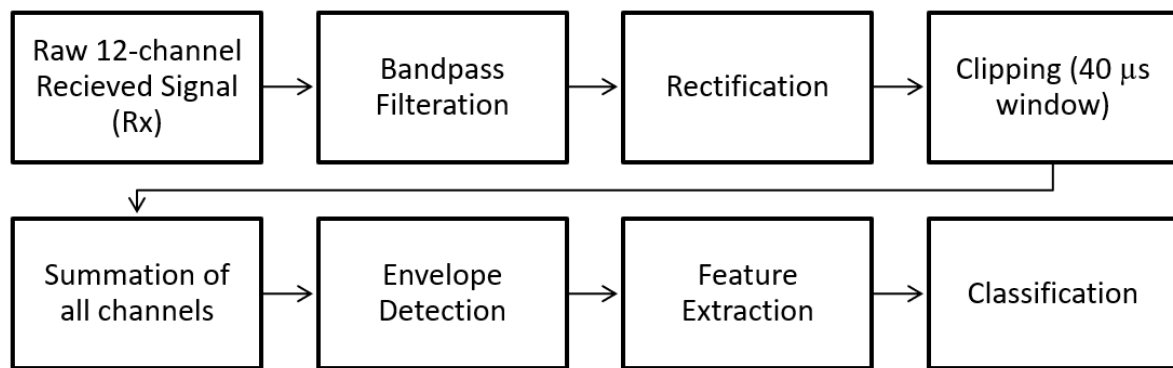 Raw 12-channel
Recieved Signal
(Rx)
Bandpass
Filteration
Rectification
Clipping (40 µs
window)
Summation of
all channels
Envelope
Detection
Feature
Extraction
Classification